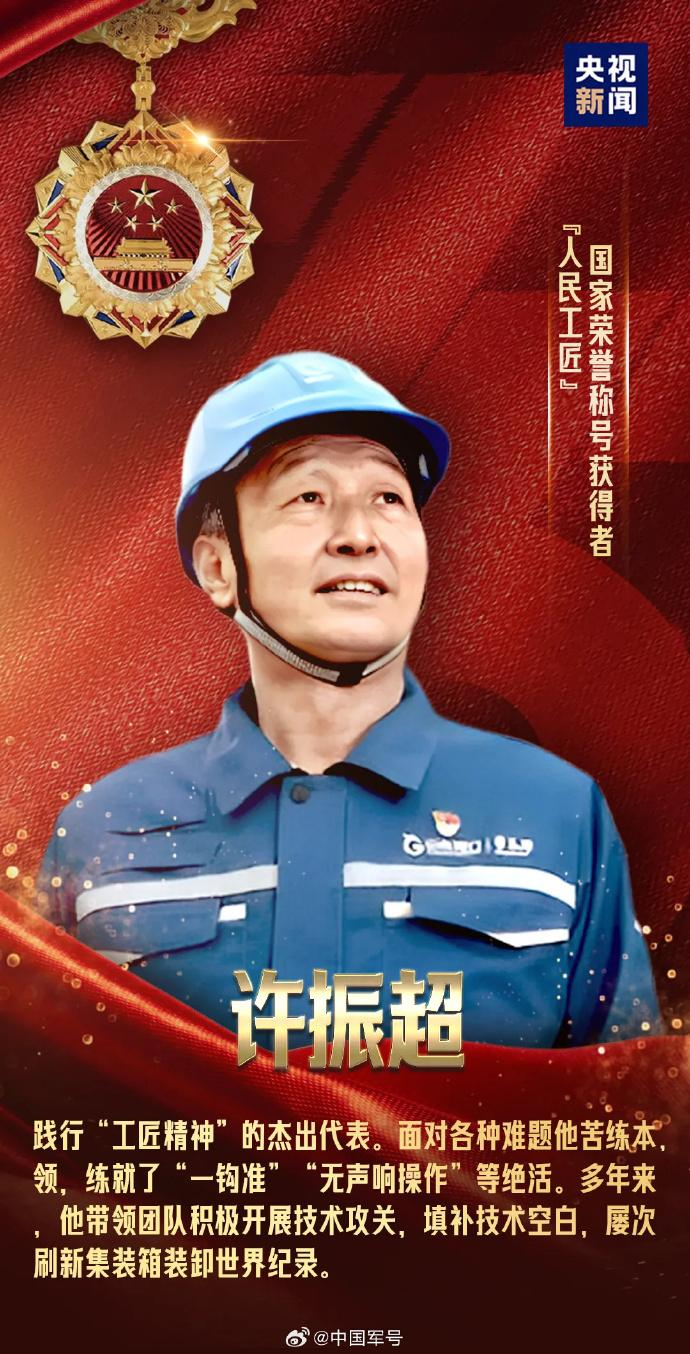 央视
新闻
国家荣誉称号获得者
『人民工匠』
许振超
践行“工匠精神”的杰出代表。面对各种难题他苦练本
领，练就了“一钩准”“无声响操作”等绝活。多年来
，他带领团队积极开展技术攻关，填补技术空白，屡次
刷新集装箱装卸世界纪录。
@中国军号